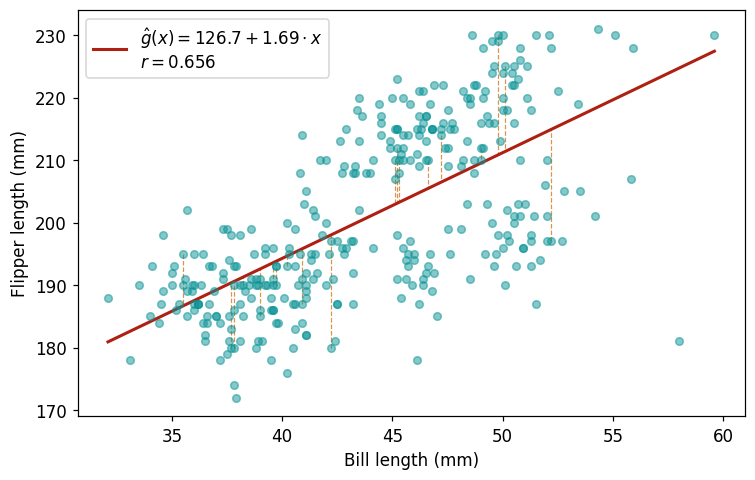 ĝ(x) = 126.7 + 1.69 · x
r = 0.656
230
220
210
200
190
180
170
Flipper length (mm)
35 40 45 50 55 60
Bill length (mm)